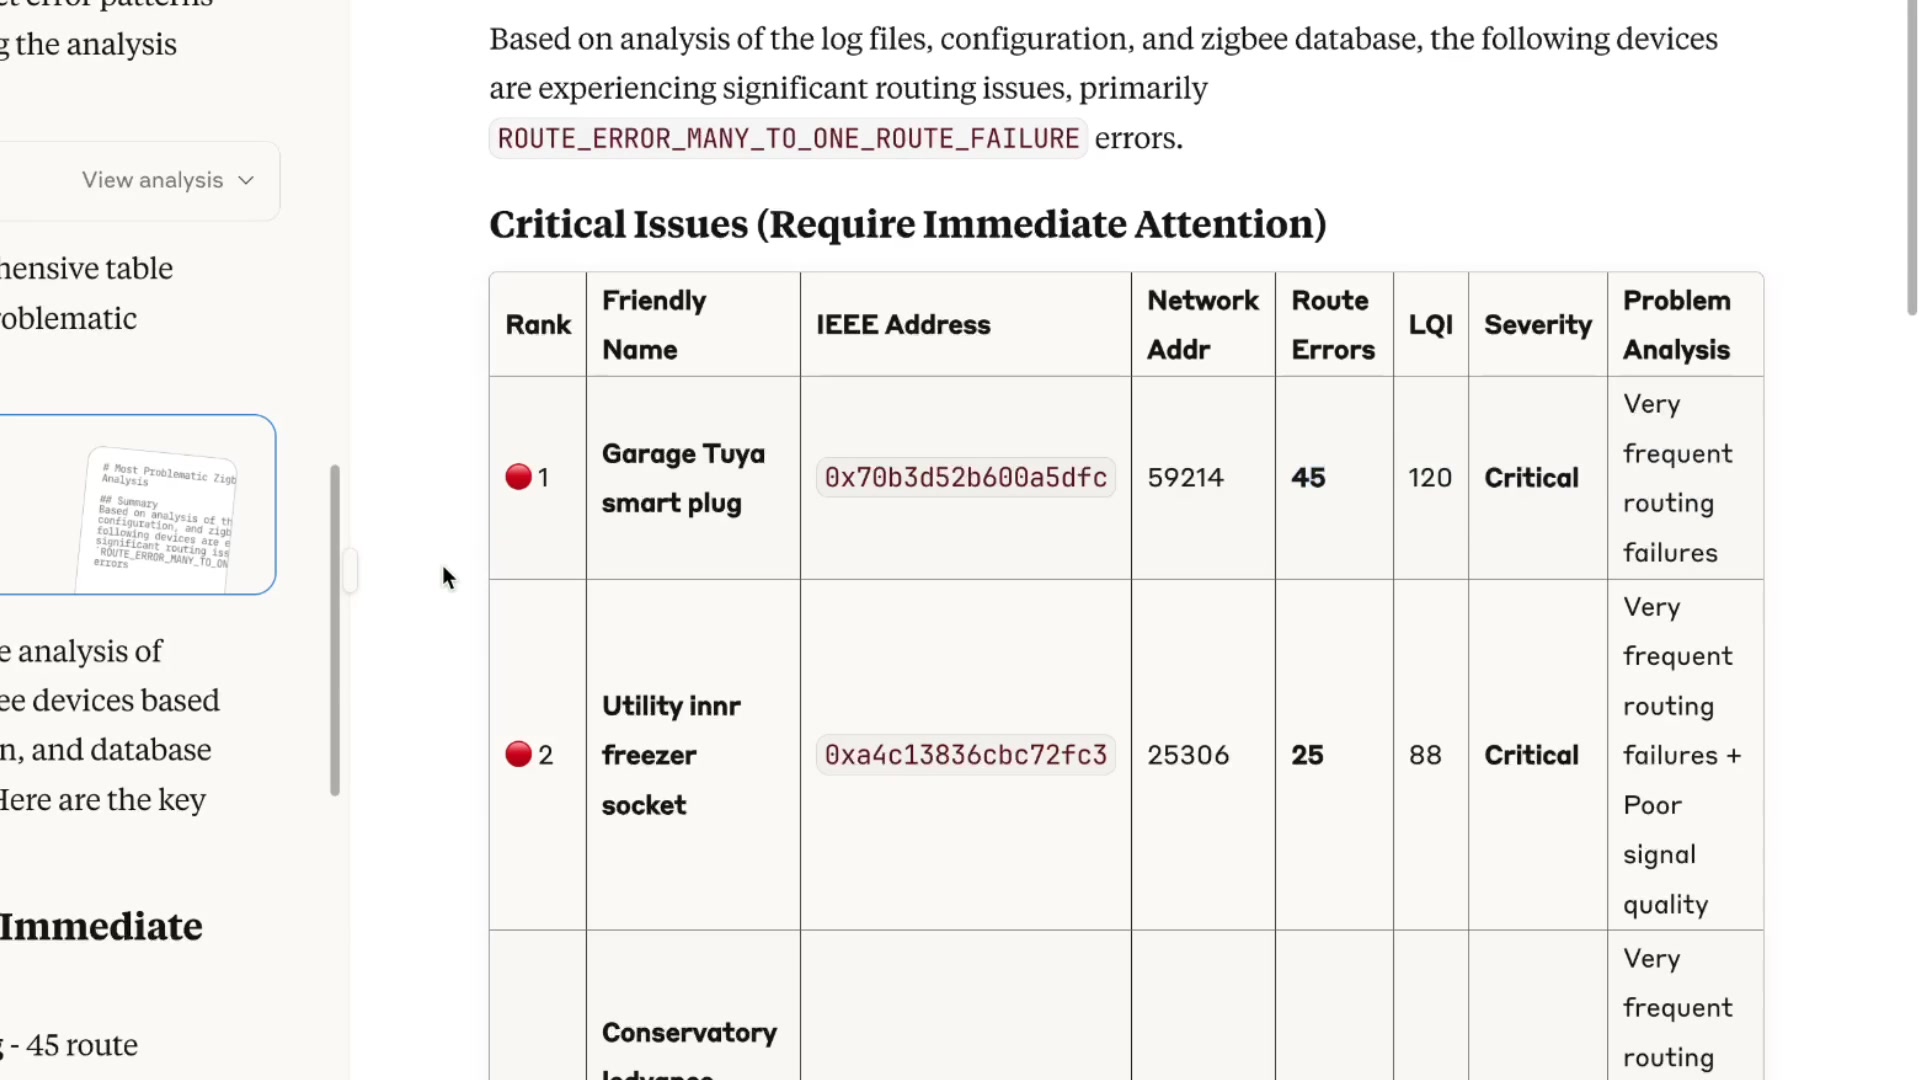 g the analysis
View analysis
hensive table
roblematic
# Most Problematic Zigb
Analysis
## Summary
Based on analysis of th
configuration, and zigb
following devices are e
significant routing iss
`ROUTE_ERROR_MANY_TO_ON
errors
e analysis of
ee devices based
n, and database
Here are the key
Immediate
g - 45 route
Based on analysis of the log files, configuration, and zigbee database, the following devices
are experiencing significant routing issues, primarily
ROUTE_ERROR_MANY_TO_ONE_ROUTE_FAILURE errors.
Critical Issues (Require Immediate Attention)
Rank
Friendly
Name
IEEE Address
Network
Addr
Route
Errors
LQI
Severity
Problem
Analysis
1
Garage Tuya
smart plug
0x70b3d52b600a5dfc
59214
45
120
Critical
Very
frequent
routing
failures
2
Utility innr
freezer
socket
0xa4c13836cbc72fc3
25306
25
88
Critical
Very
frequent
routing
failures +
Poor
signal
quality
Conservatory
Very
frequent
routing